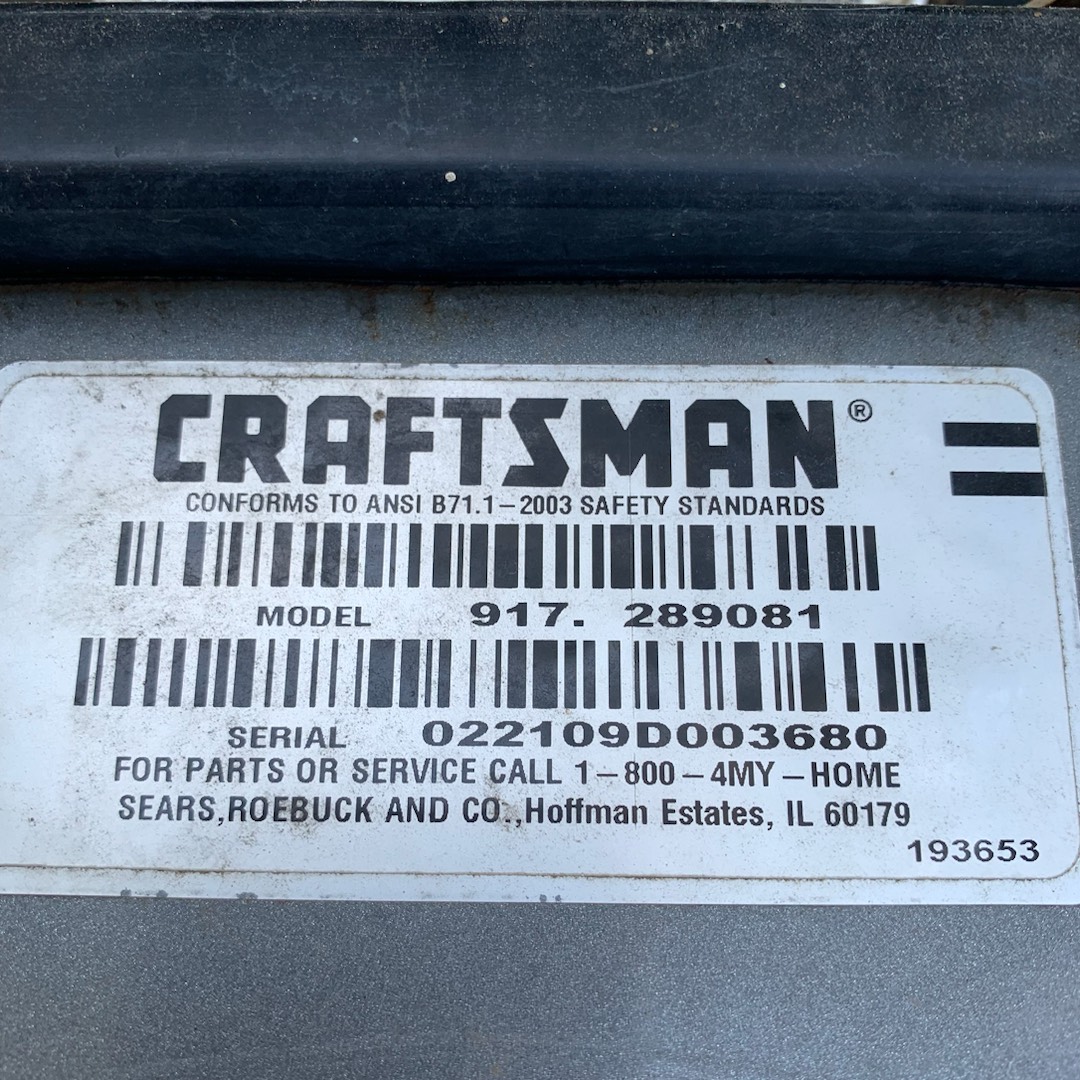 CRAFTSMAN®
CONFORMS TO ANSI B71.1-2003 SAFETY STANDARDS
MODEL 917. 289081
SERIAL 022109D003680
FOR PARTS OR SERVICE CALL 1-800-4MY-HOME
SEARS,ROEBUCK AND CO.,Hoffman Estates, IL 60179
193653